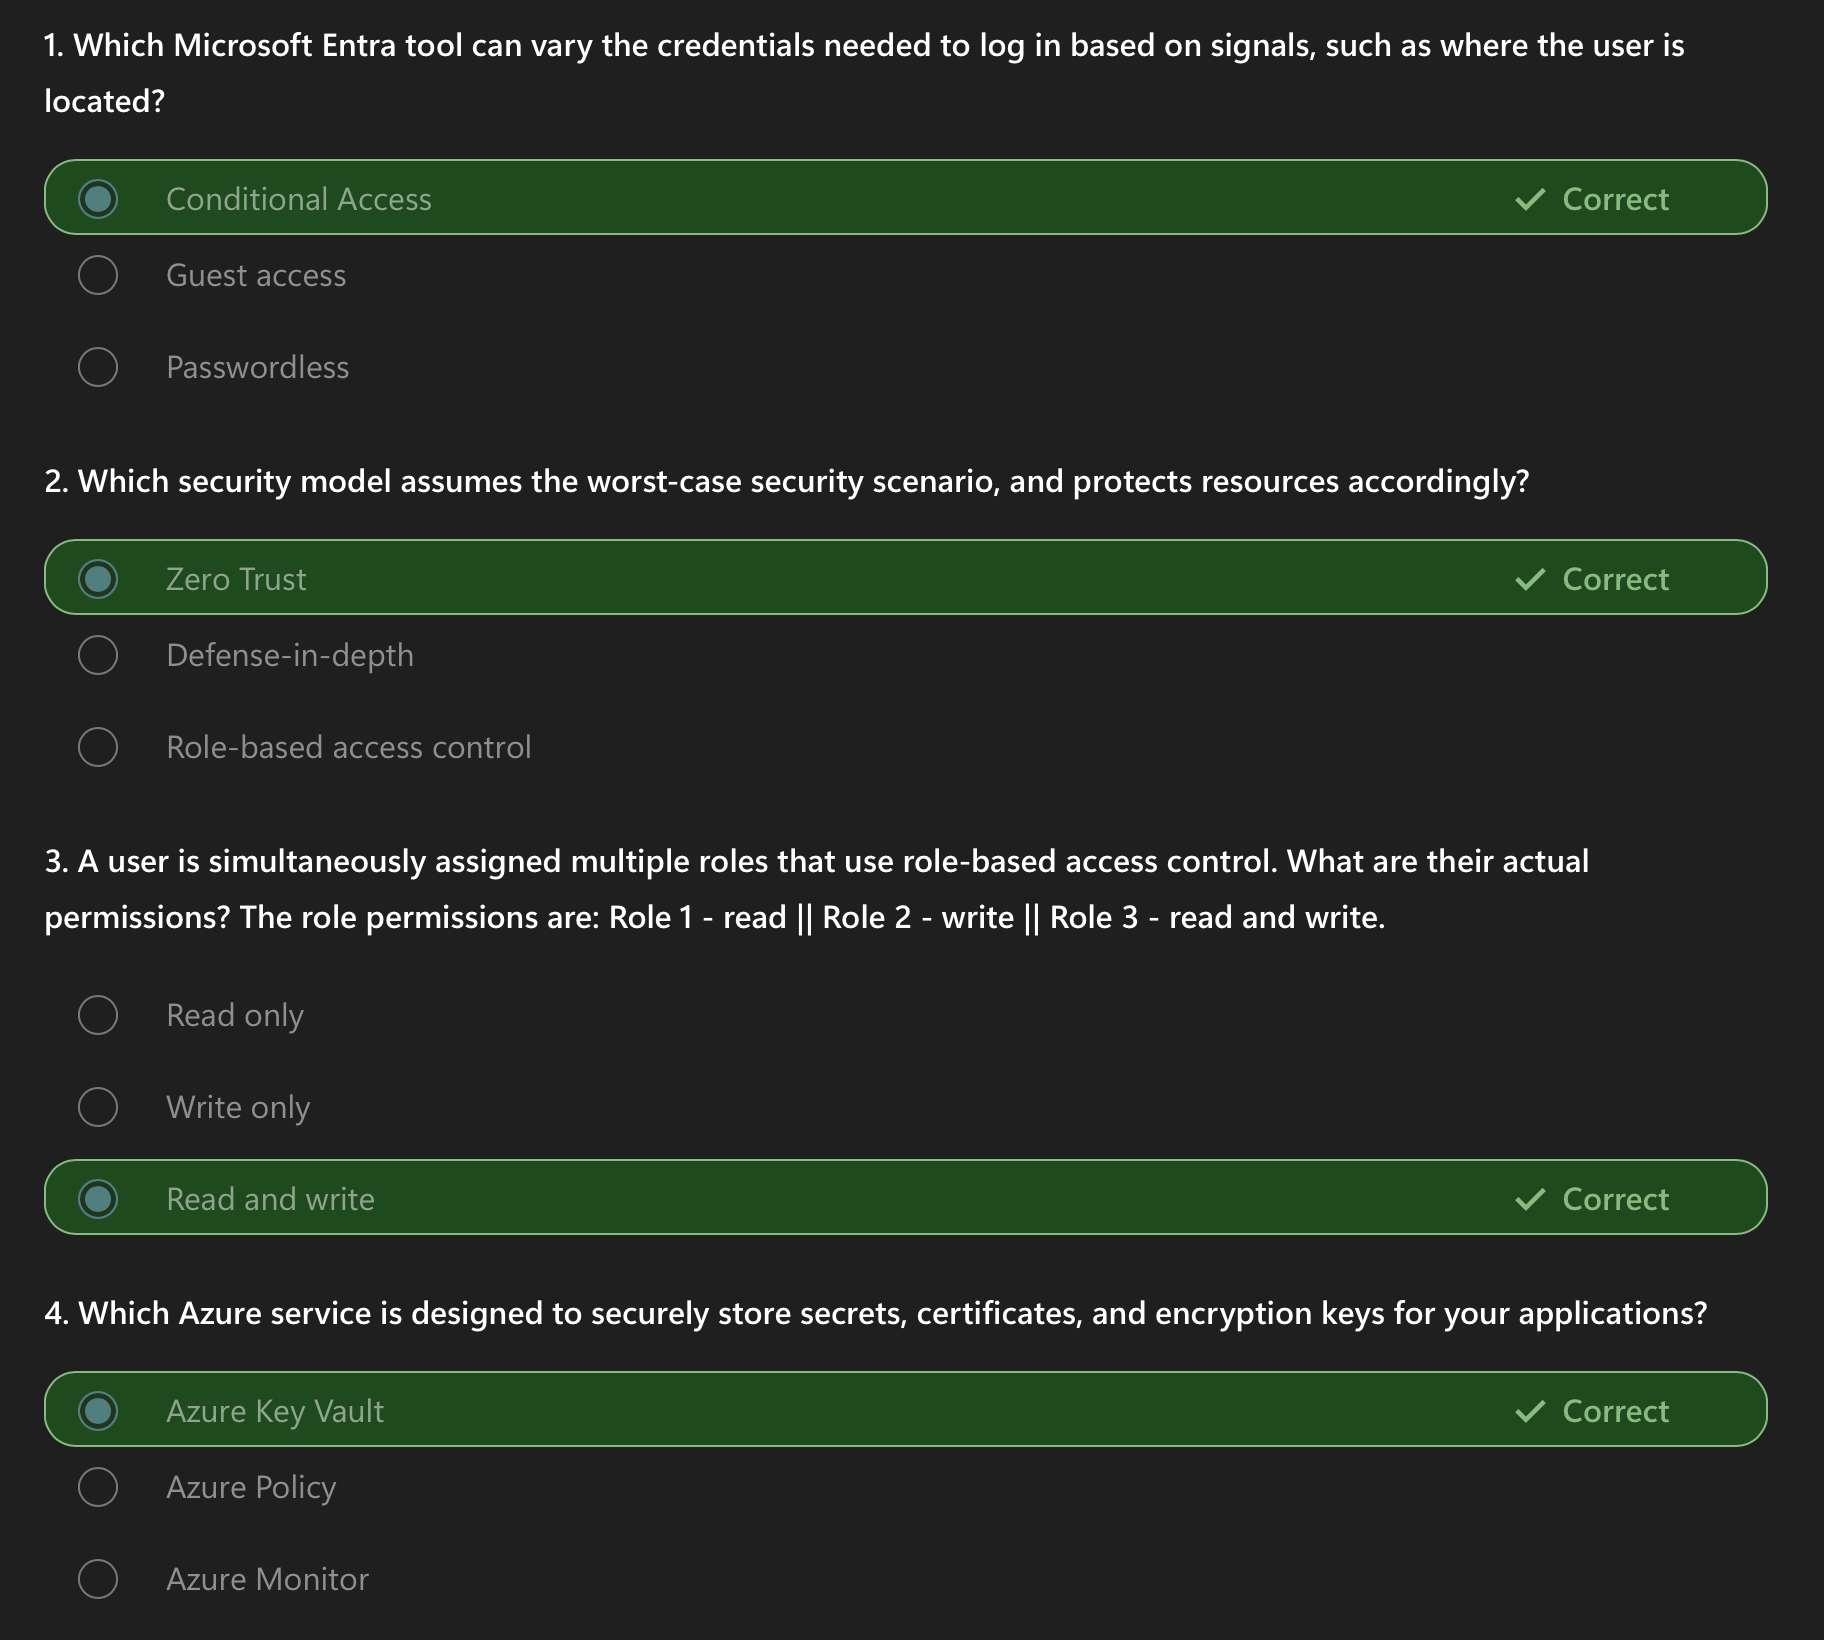 1. Which Microsoft Entra tool can vary the credentials needed to log in based on signals, such as where the user is
located?
Conditional Access
Correct
Guest access
Passwordless
2. Which security model assumes the worst-case security scenario, and protects resources accordingly?
Zero Trust
Correct
Defense-in-depth
Role-based access control
3. A user is simultaneously assigned multiple roles that use role-based access control. What are their actual
permissions? The role permissions are: Role 1 - read || Role 2 - write || Role 3 - read and write.
Read only
Write only
Read and write
Correct
4. Which Azure service is designed to securely store secrets, certificates, and encryption keys for your applications?
Azure Key Vault
Correct
Azure Policy
Azure Monitor